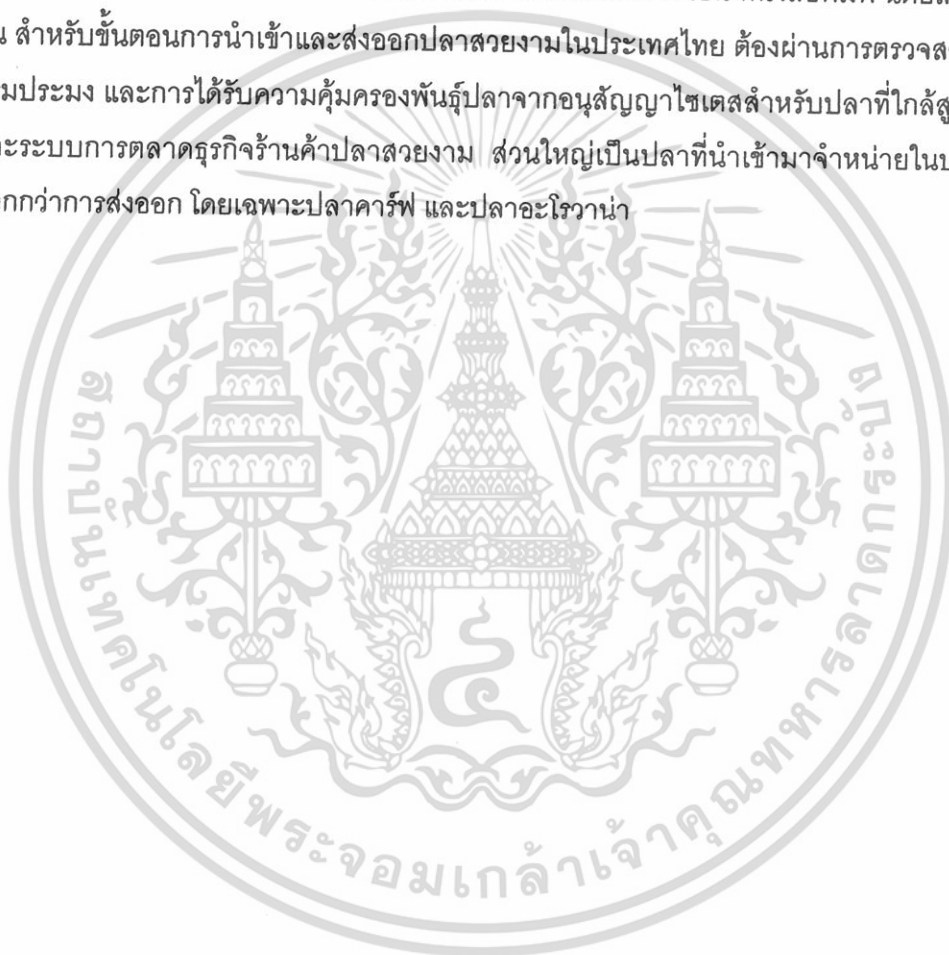 น สำหรับขั้นตอนการนำเข้าและส่งออกปลาสวยงามในประเทศไทย ต้องผ่านการตรวจส
มประมง และการได้รับความคุ้มครองพันธุ์ปลาจากอนุสัญญาไซเตสสำหรับปลาที่ใกล้สู
ะระบบการตลาดธุรกิจร้านค้าปลาสวยงาม ส่วนใหญ่เป็นปลาที่นำเข้ามาจำหน่ายในป
กกว่าการส่งออก โดยเฉพาะปลาคาร์ฟ และปลาอะโรวาน่า
สถาบันเทคโนโลยีพระจอมเกล้าเจ้าคุณทหารลาดกระบัง